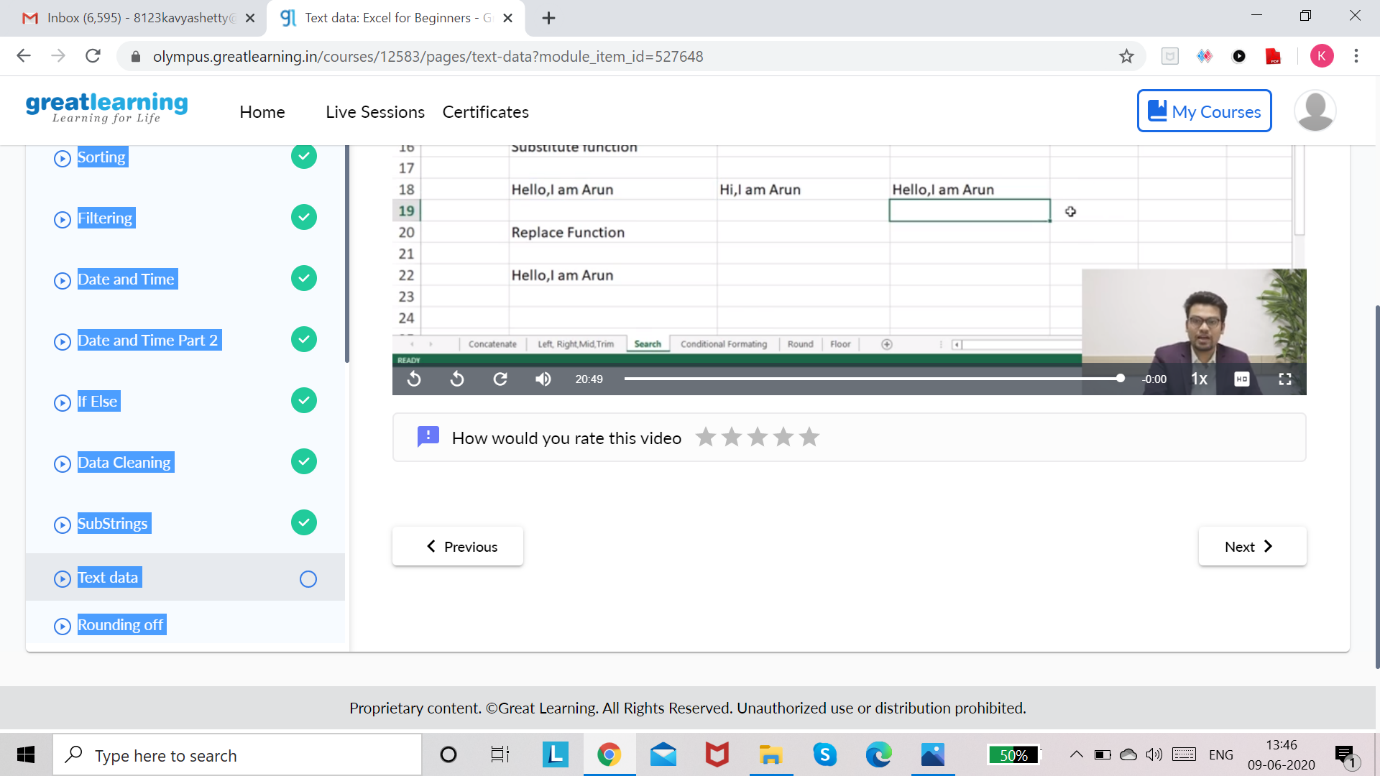 Inbox (6,595) - 8123kavyashetty@
Text data: Excel for Beginners - G
olympus.greatlearning.in/courses/12583/pages/text-data?module_item_id=527648
K
greatlearning
Learning for Life
Home Live Sessions Certificates
My Courses
Sorting
Filtering
Date and Time
Date and Time Part 2
If Else
Data Cleaning
SubStrings
Text data
Rounding off
16 Substitute function
17
18 Hello,I am Arun Hi,I am Arun Hello,I am Arun
19
20 Replace Function
21
22 Hello,I am Arun
23
24
Concatenate Left, Right,Mid,Trim Search Conditional Formating Round Floor
READY
20:49 -0:00 1x HD
How would you rate this video
Previous Next
Proprietary content. ©Great Learning. All Rights Reserved. Unauthorized use or distribution prohibited.
Type here to search
L
S
50%
ENG
13:46
09-06-2020
1